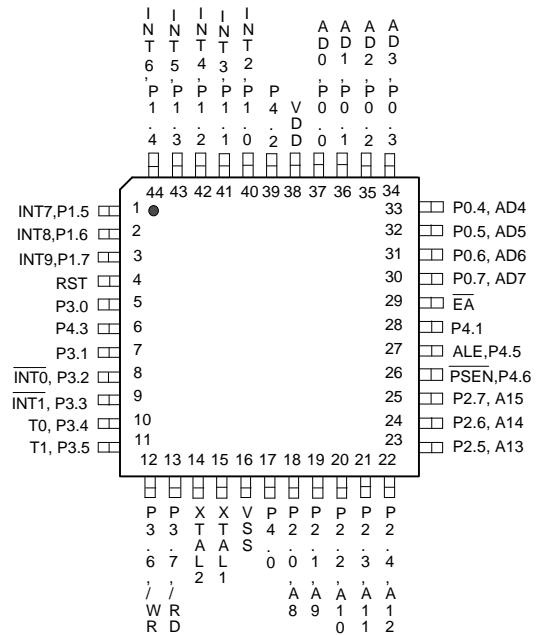 INT6,P1.4
INT5,P1.3
INT4,P1.2
INT3,P1.1
INT2,P1.0
P4.2
VDD
AD0,P0.0
AD1,P0.1
AD2,P0.2
AD3,P0.3
44 43 42 41 40 39 38 37 36 35 34
INT7,P1.5 1 33 P0.4, AD4
INT8,P1.6 2 32 P0.5, AD5
INT9,P1.7 3 31 P0.6, AD6
RST 4 30 P0.7, AD7
P3.0 5 29 EA
P4.3 6 28 P4.1
P3.1 7 27 ALE,P4.5
INT0, P3.2 8 26 PSEN,P4.6
INT1, P3.3 9 25 P2.7, A15
T0, P3.4 10 24 P2.6, A14
T1, P3.5 11 23 P2.5, A13
12 13 14 15 16 17 18 19 20 21 22
P3.6,/WR
P3.7,/RD
XTAL2
XTAL1
VSS
P4.0
P2.0,A8
P2.1,A9
P2.2,A10
P2.3,A11
P2.4,A12